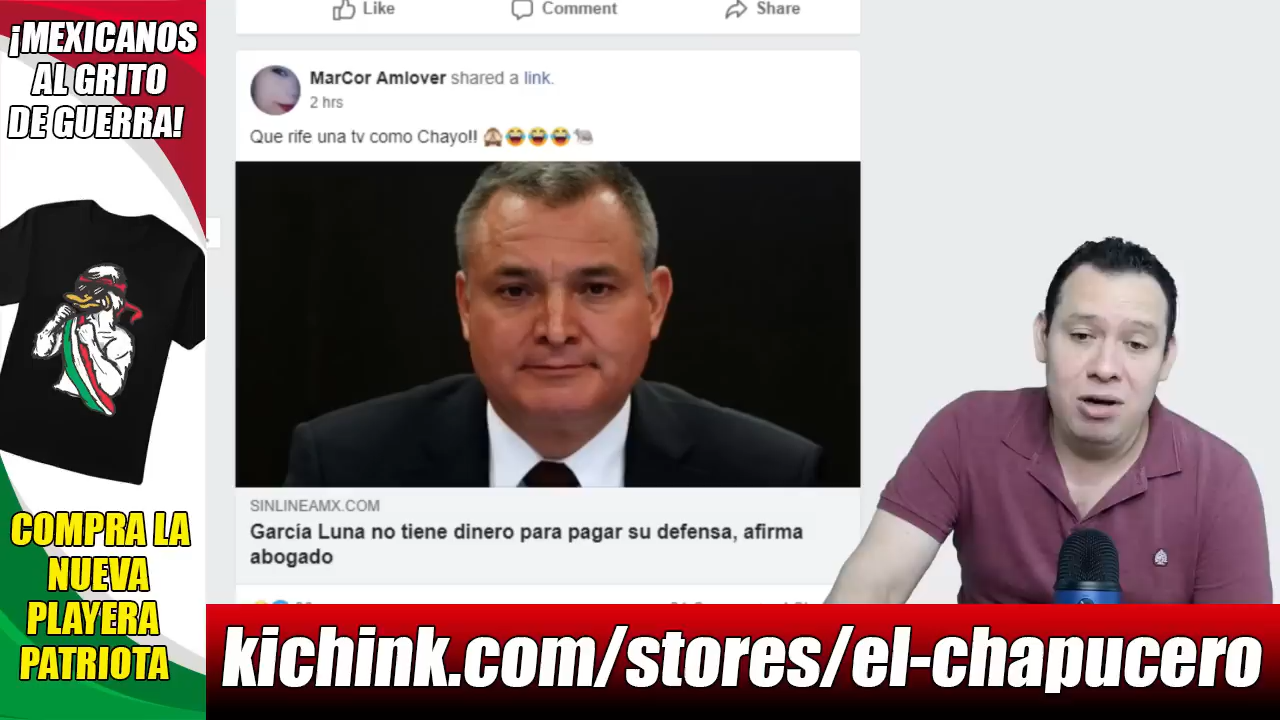 ¡MEXICANOS
AL GRITO
DE GUERRA!
COMPRA LA
NUEVA
PLAYERA
PATRIOTA
Like Comment Share
MarCor Amlover shared a link.
2 hrs
Que rife una tv como Chayo!!
SINLINEAMX.COM
García Luna no tiene dinero para pagar su defensa, afirma
abogado
kichink.com/stores/el-chapucero